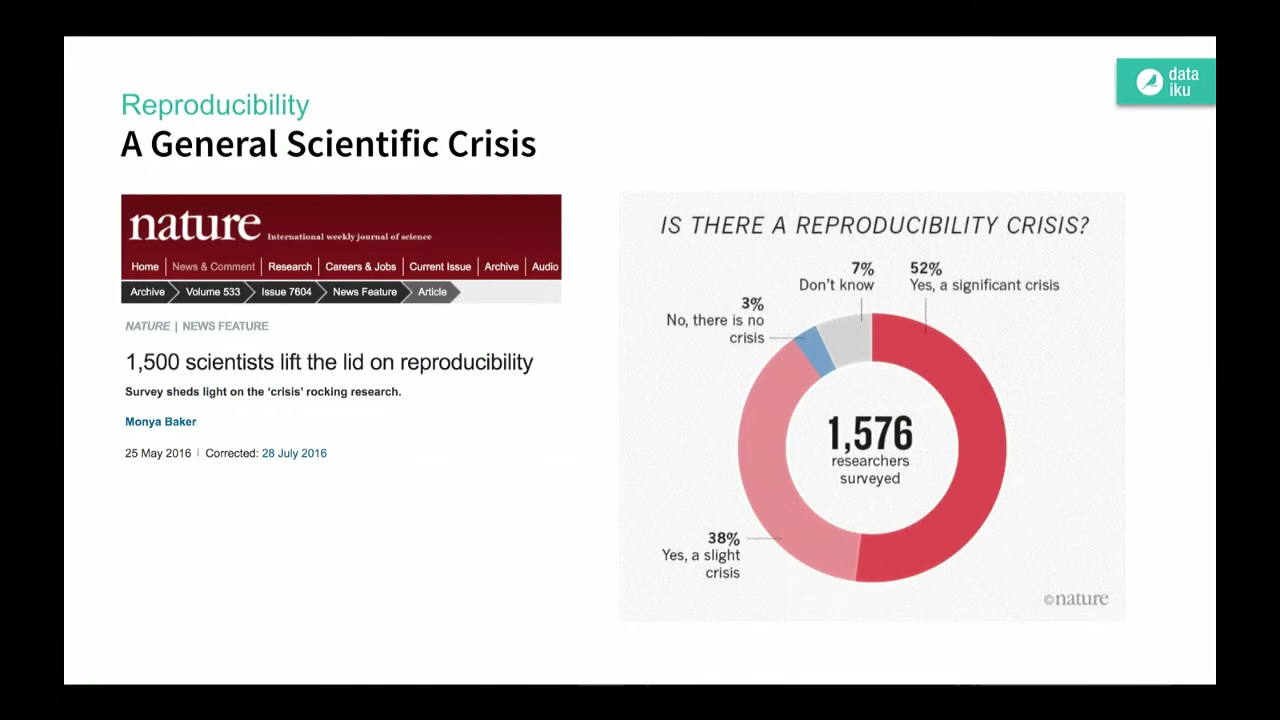 Reproducibility
A General Scientific Crisis
data
iku
nature International weekly journal of science
Home News & Comment Research Careers & Jobs Current Issue Archive Audio
Archive Volume 533 Issue 7604 News Feature Article
NATURE | NEWS FEATURE
1,500 scientists lift the lid on reproducibility
Survey sheds light on the ‘crisis’ rocking research.
Monya Baker
25 May 2016 | Corrected: 28 July 2016
IS THERE A REPRODUCIBILITY CRISIS?
7%
Don't know
52%
Yes, a significant crisis
3%
No, there is no
crisis
1,576
researchers
surveyed
38%
Yes, a slight
crisis
©nature